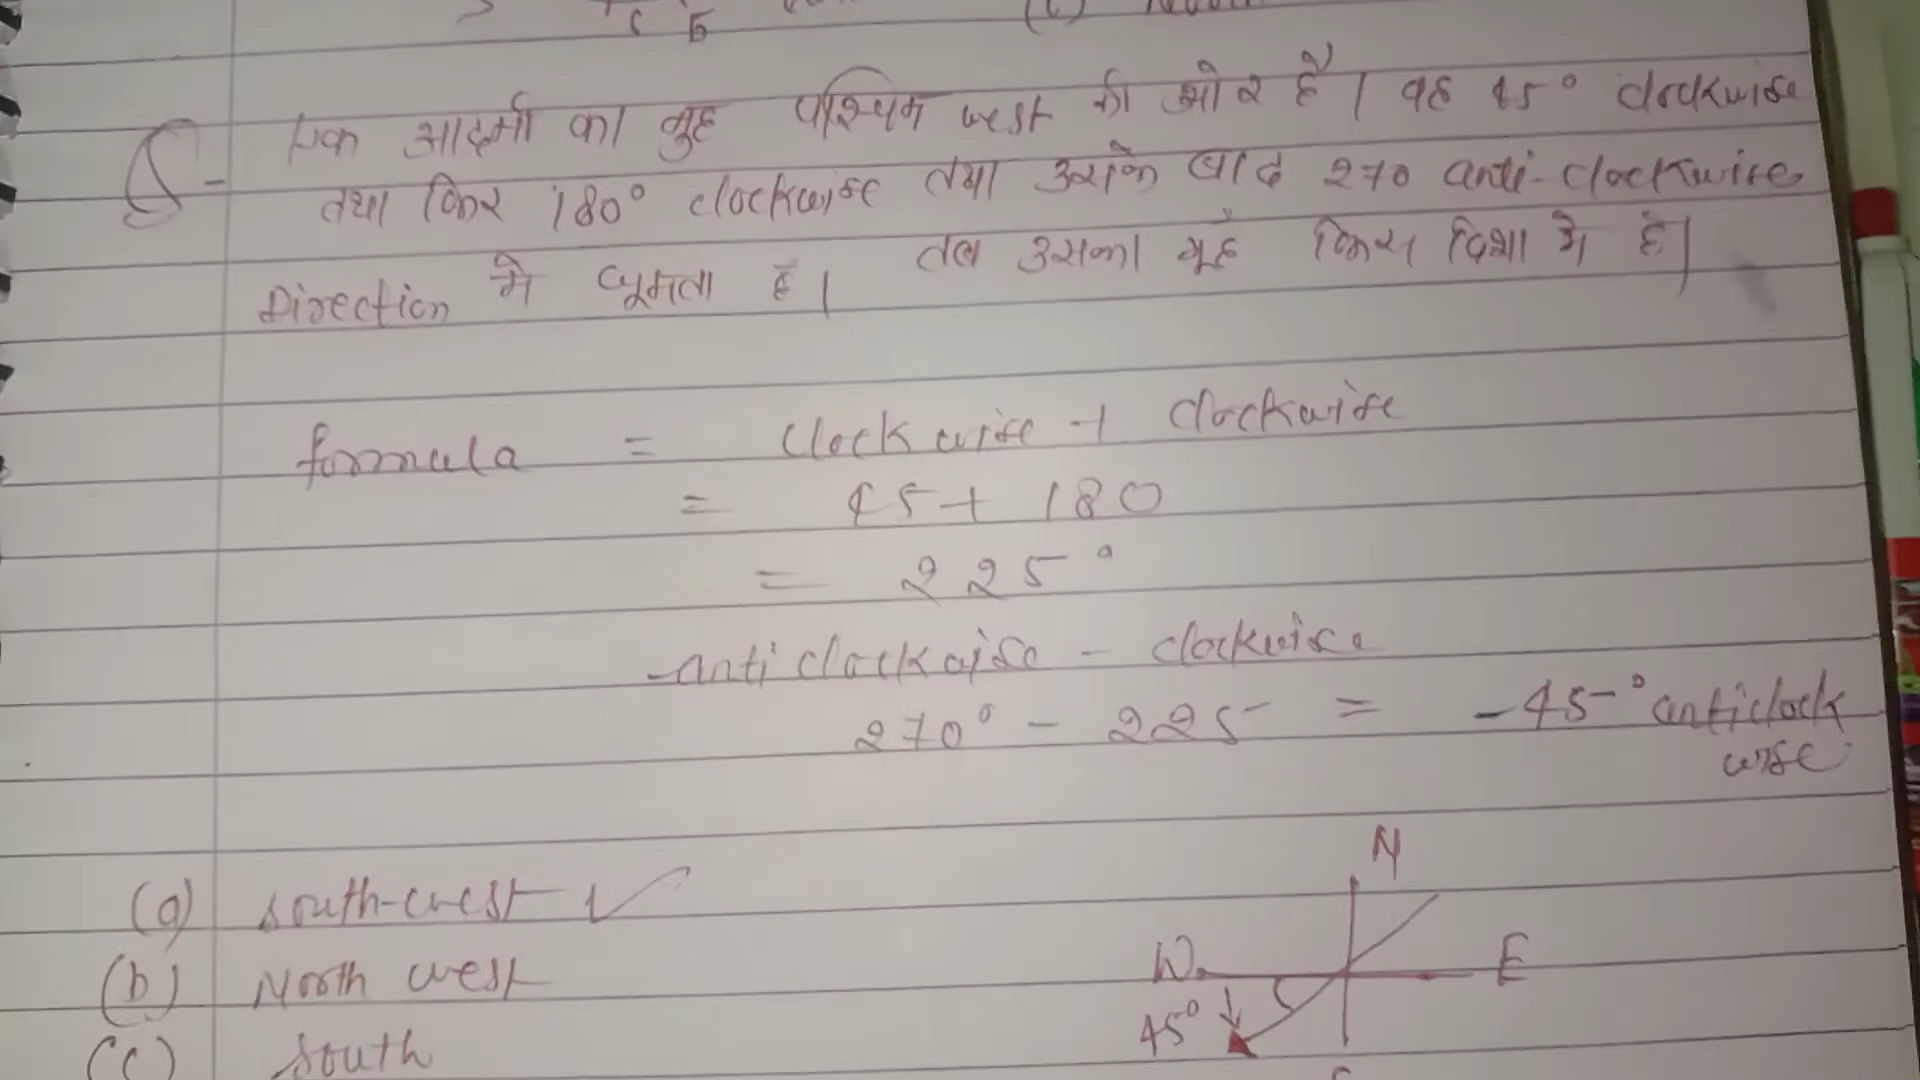 Q- एक आदमी का मुह पश्चिम west की ओर है। वह 45° clockwise
तथा फिर 180° clockwise तथा उसके बाद 270 anti-clockwise
Direction मे घूमता है। तब उसका मुह किस दिशा मे है।
formula = clockwise + clockwise
= 45+ 180
= 225°
-anti clockwise - clockwise
270° - 225 = -45° anticlock
wise
(a) south-west ✓
(b) North west
(c) south
N
W E
45°